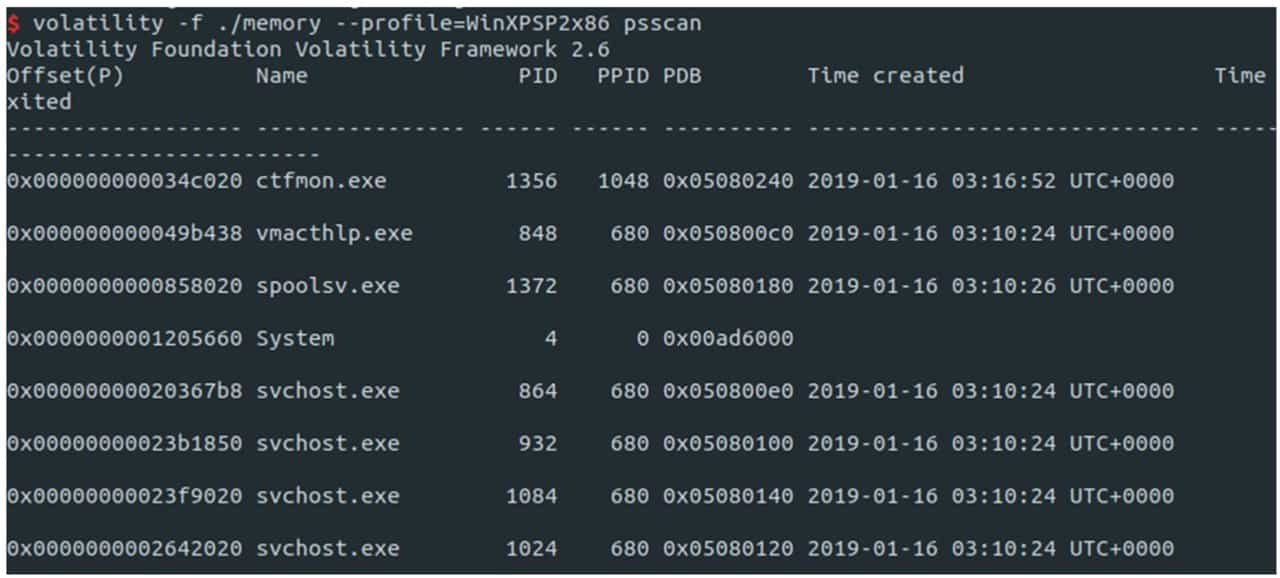 $ volatility -f ./memory --profile=WinXPSP2x86 psscan
Volatility Foundation Volatility Framework 2.6
Offset(P)          Name                PID   PPID PDB        Time created                   Time
xited
------------------ ---------------- ------ ------ ---------- ------------------------------ -----
------------------------
0x000000000034c020 ctfmon.exe         1356   1048 0x05080240 2019-01-16 03:16:52 UTC+0000
0x000000000049b438 vmacthlp.exe        848    680 0x050800c0 2019-01-16 03:10:24 UTC+0000
0x0000000000858020 spoolsv.exe        1372    680 0x05080180 2019-01-16 03:10:26 UTC+0000
0x0000000001205660 System                4      0 0x00ad6000
0x00000000020367b8 svchost.exe         864    680 0x050800e0 2019-01-16 03:10:24 UTC+0000
0x00000000023b1850 svchost.exe         932    680 0x05080100 2019-01-16 03:10:24 UTC+0000
0x00000000023f9020 svchost.exe        1084    680 0x05080140 2019-01-16 03:10:24 UTC+0000
0x0000000002642020 svchost.exe        1024    680 0x05080120 2019-01-16 03:10:24 UTC+0000